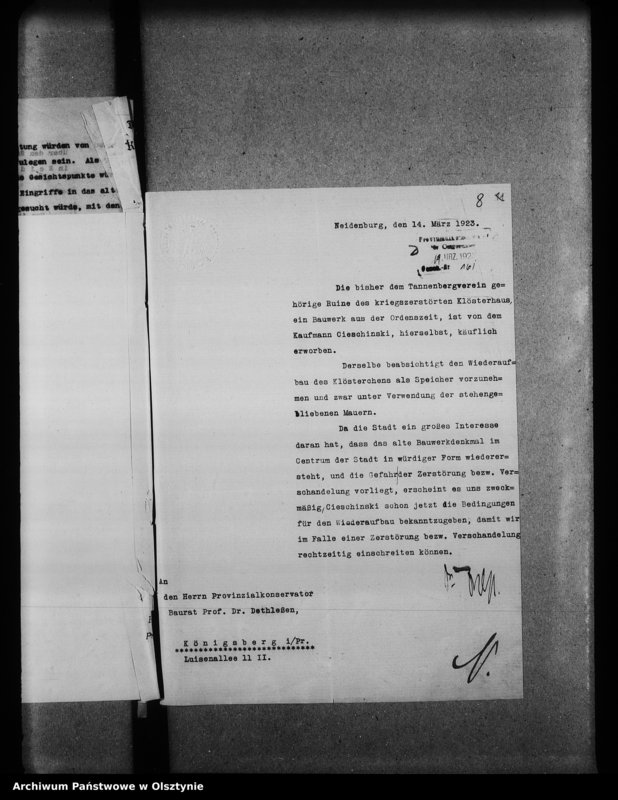 tung würden von
ulegen sein. Als
e Gesichtspunkte
Eingriffe in das alt
gesucht würde, mit den
8
Neidenburg, den 14. März 1923.
Die bisher dem Tannenbergverein ge=
hörige Ruine des kriegszerstörten Klösterhaus,
ein Bauwerk aus der Ordenszeit, ist von dem
Kaufmann Cieschinski, hierselbst, käuflich
erworben.
Derselbe beabsichtigt den Wiederauf=
bau des Klösterchens als Speicher vorzuneh=
men und zwar unter Verwendung der stehenge=
bliebenen Mauern.
Da die Stadt ein großes Interesse
daran hat, dass das alte Bauwerkdenkmal im
Centrum der Stadt in würdiger Form wiederer=
steht, und die Gefahr der Zerstörung bezw. Ver=
schandelung vorliegt, erscheint es uns zweck=
mäßig, Cieschinski schon jetzt die Bedingungen
für den Wiederaufbau bekanntzugeben, damit wir
im Falle einer Zerstörung bezw. Verschandelung
rechtzeitig einschreiten können.
An
den Herrn Provinzialkonservator
Baurat Prof. Dr. Dethleßen,
Königsberg i/Pr.
Luisenallee 11 II.
Archiwum Państwowe w Olsztynie